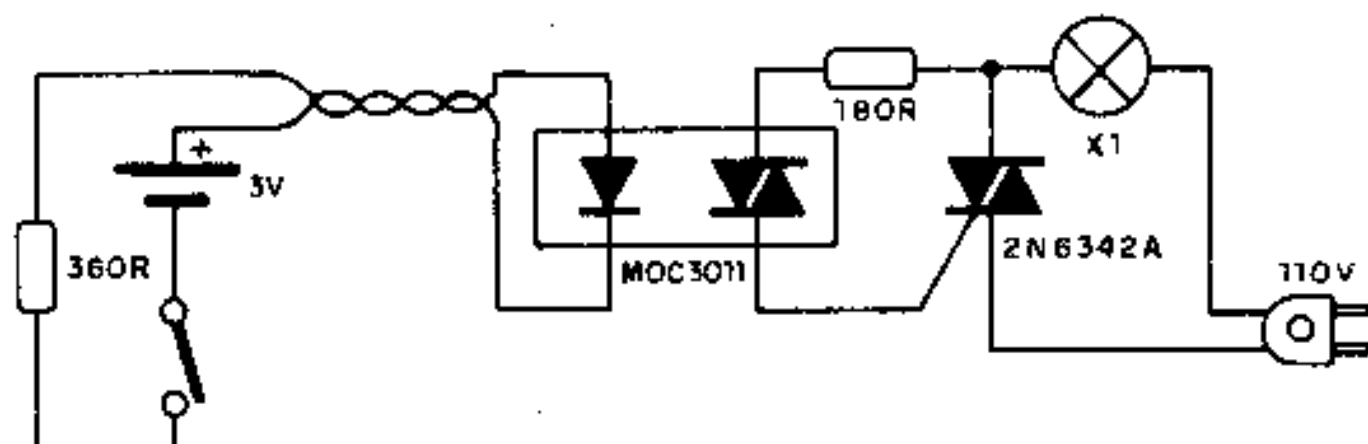 180R
X1
+
3V
360R
MOC3011
2N6342A
110V